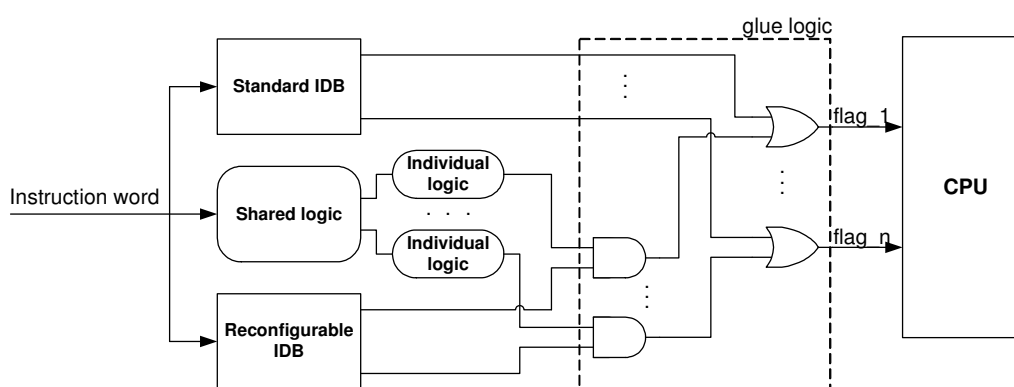 glue logic
Standard IDB
flag_1
Individual
logic
CPU
Instruction word
Shared logic
. . .
flag_n
Individual
logic
Reconfigurable
IDB